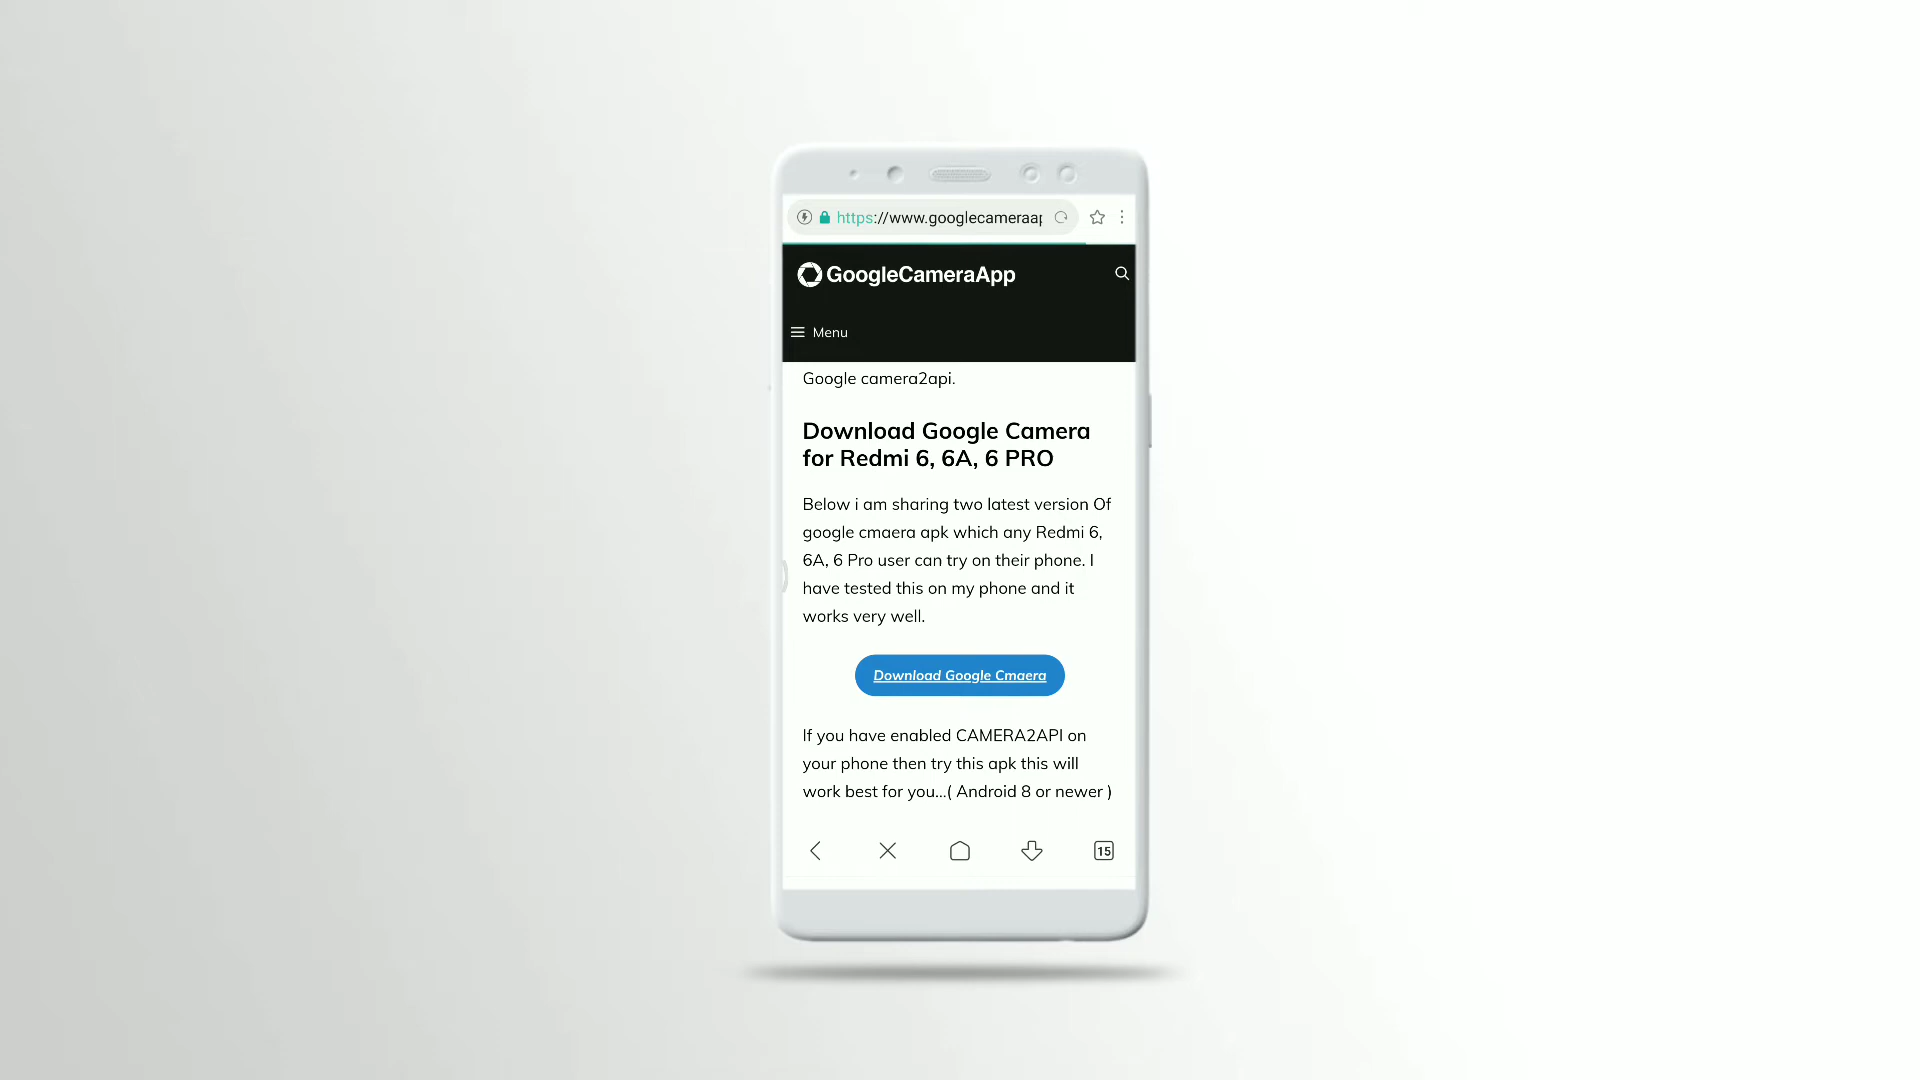 https://www.googlecameraap
GoogleCameraApp
Menu
Google camera2api.
Download Google Camera
for Redmi 6, 6A, 6 PRO
Below i am sharing two latest version Of
google cmaera apk which any Redmi 6,
6A, 6 Pro user can try on their phone. I
have tested this on my phone and it
works very well.
Download Google Cmaera
If you have enabled CAMERA2API on
your phone then try this apk this will
work best for you...( Android 8 or newer )
15